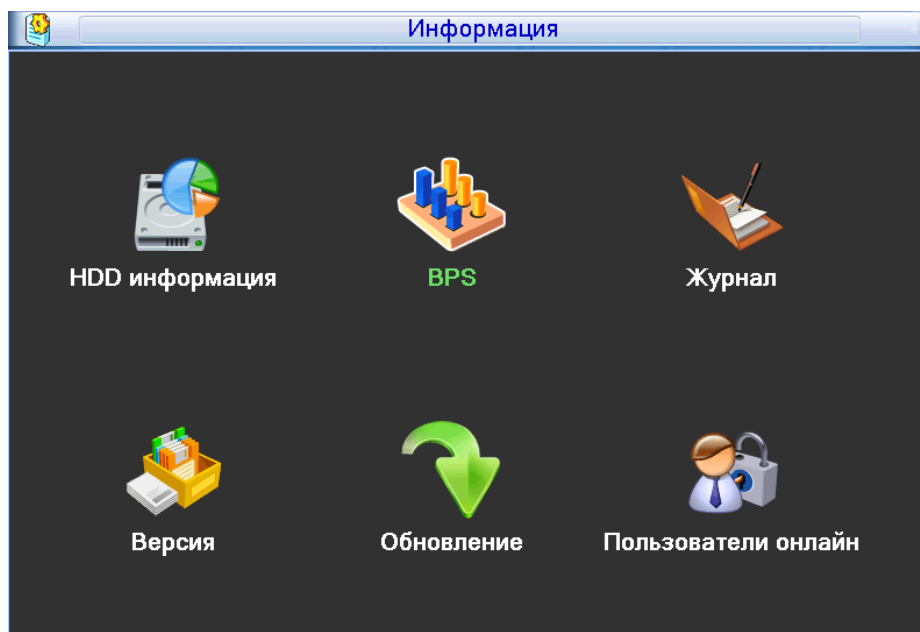 Информация
HDD информация
BPS
Журнал
Версия
Обновление
Пользователи онлайн